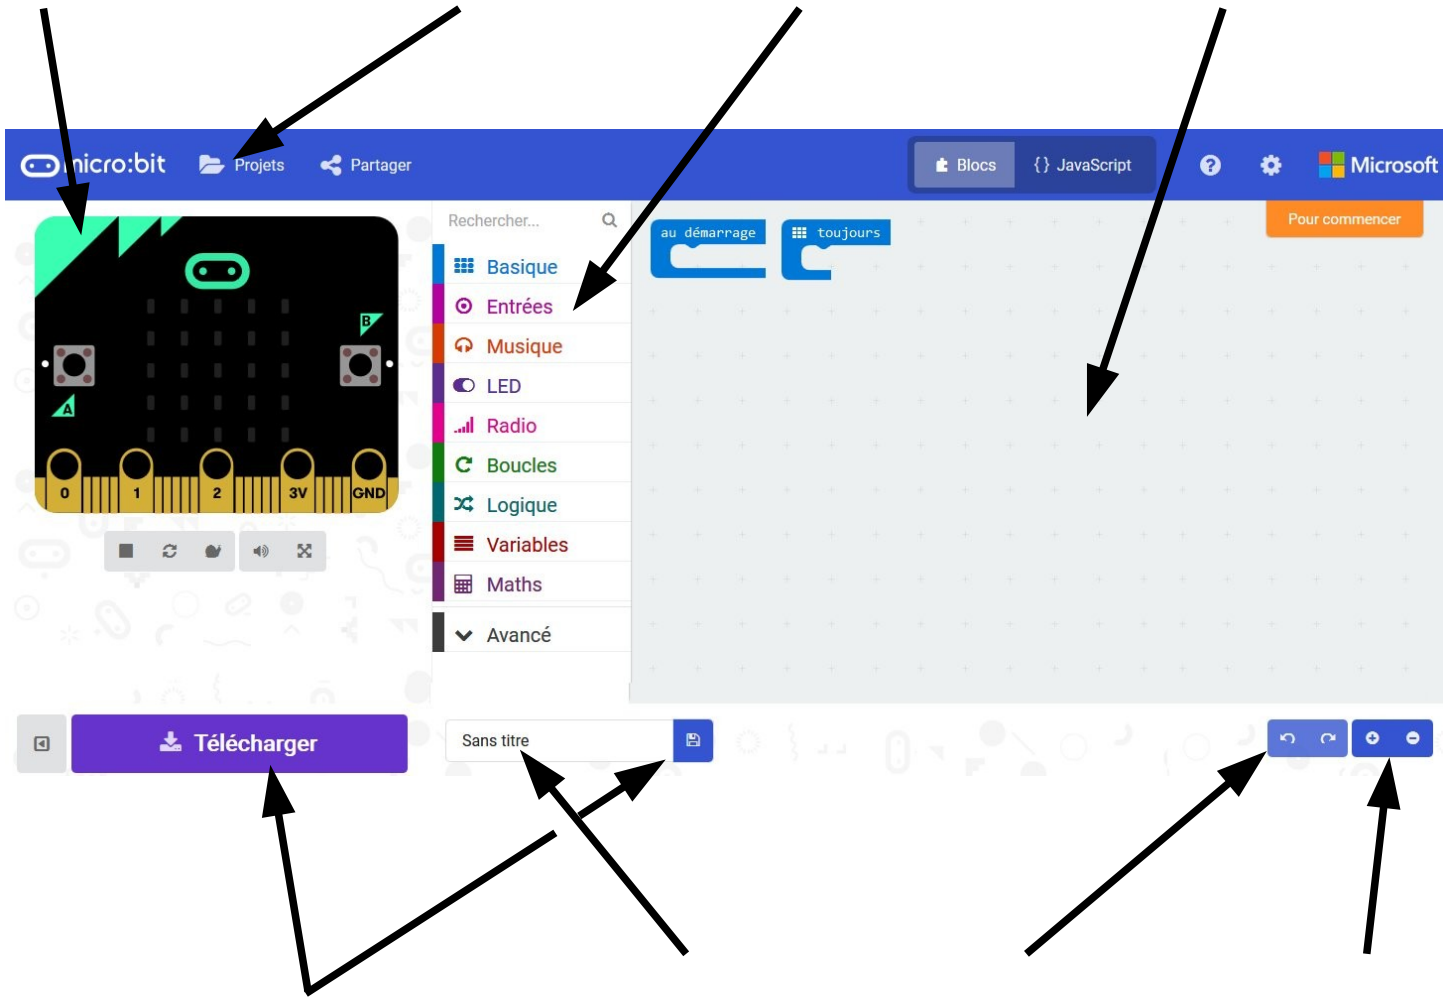 micro:bit
Projets
Partager
Blocs
{} JavaScript
?
Microsoft
Rechercher...
au démarrage
toujours
Pour commencer
Basique
Entrées
Musique
LED
Radio
Boucles
Logique
Variables
Maths
Avancé
B
A
0 1 2 3V GND
Télécharger
Sans titre